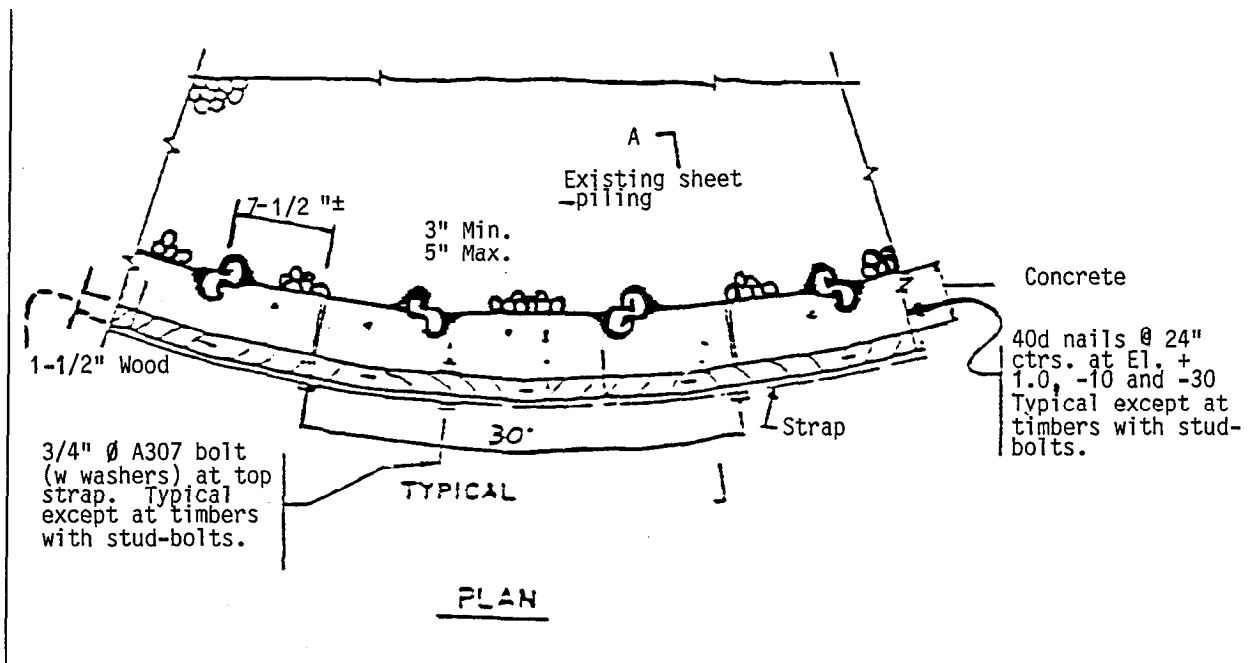 A
Existing sheet
piling
7-1/2 "±
3" Min.
5" Max.
Concrete
1-1/2" Wood
40d nails @ 24"
ctrs. at El. +
1.0, -10 and -30
Typical except at
timbers with stud-
bolts.
Strap
30°
3/4" Ø A307 bolt
(w washers) at top
strap. Typical
except at timbers
with stud-bolts.
TYPICAL
PLAN